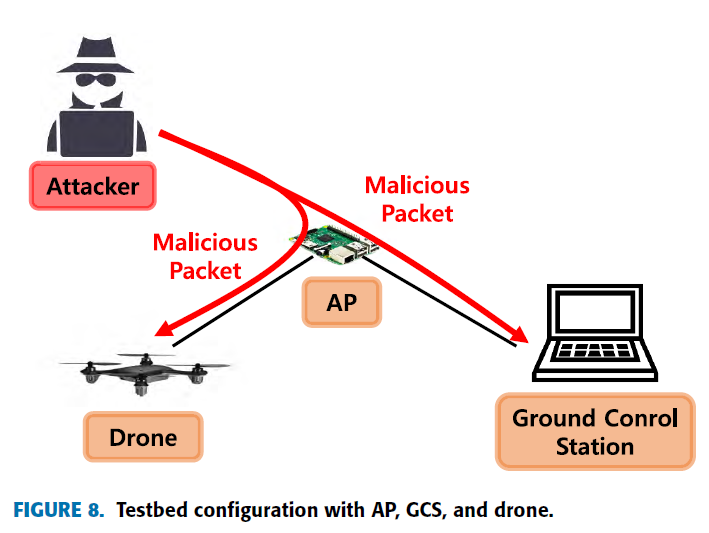 Attacker
Malicious
Packet
Malicious
Packet
AP
Drone
Ground Conrol
Station
FIGURE 8. Testbed configuration with AP, GCS, and drone.